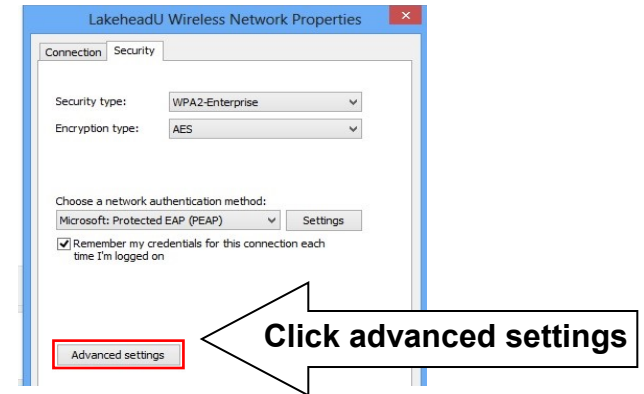 LakeheadU Wireless Network Properties
Connection Security
Security type: WPA2-Enterprise
Encryption type: AES
Choose a network authentication method:
Microsoft: Protected EAP (PEAP) Settings
Remember my credentials for this connection each
time I'm logged on
Click advanced settings
Advanced settings